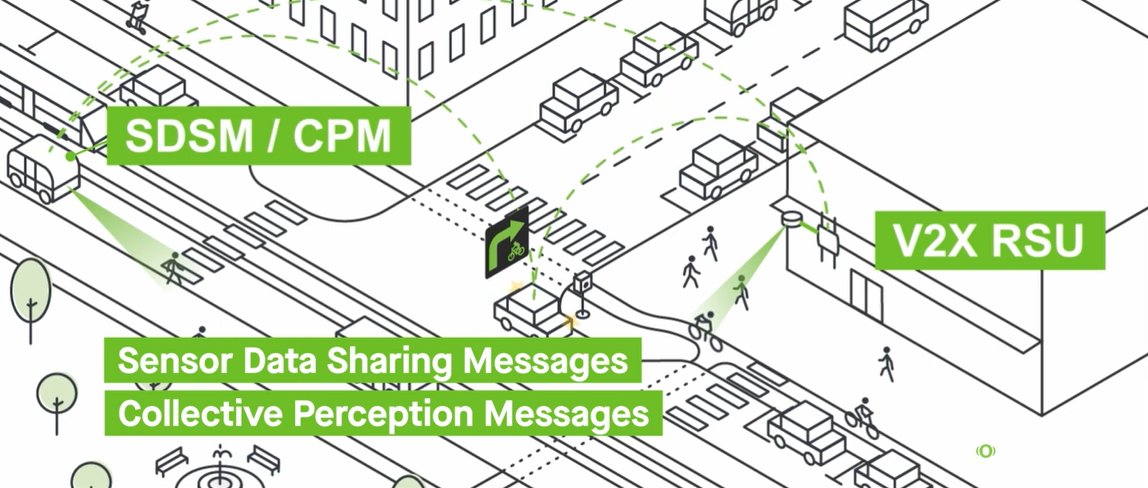 SDSM / CPM
V2X RSU
Sensor Data Sharing Messages
Collective Perception Messages